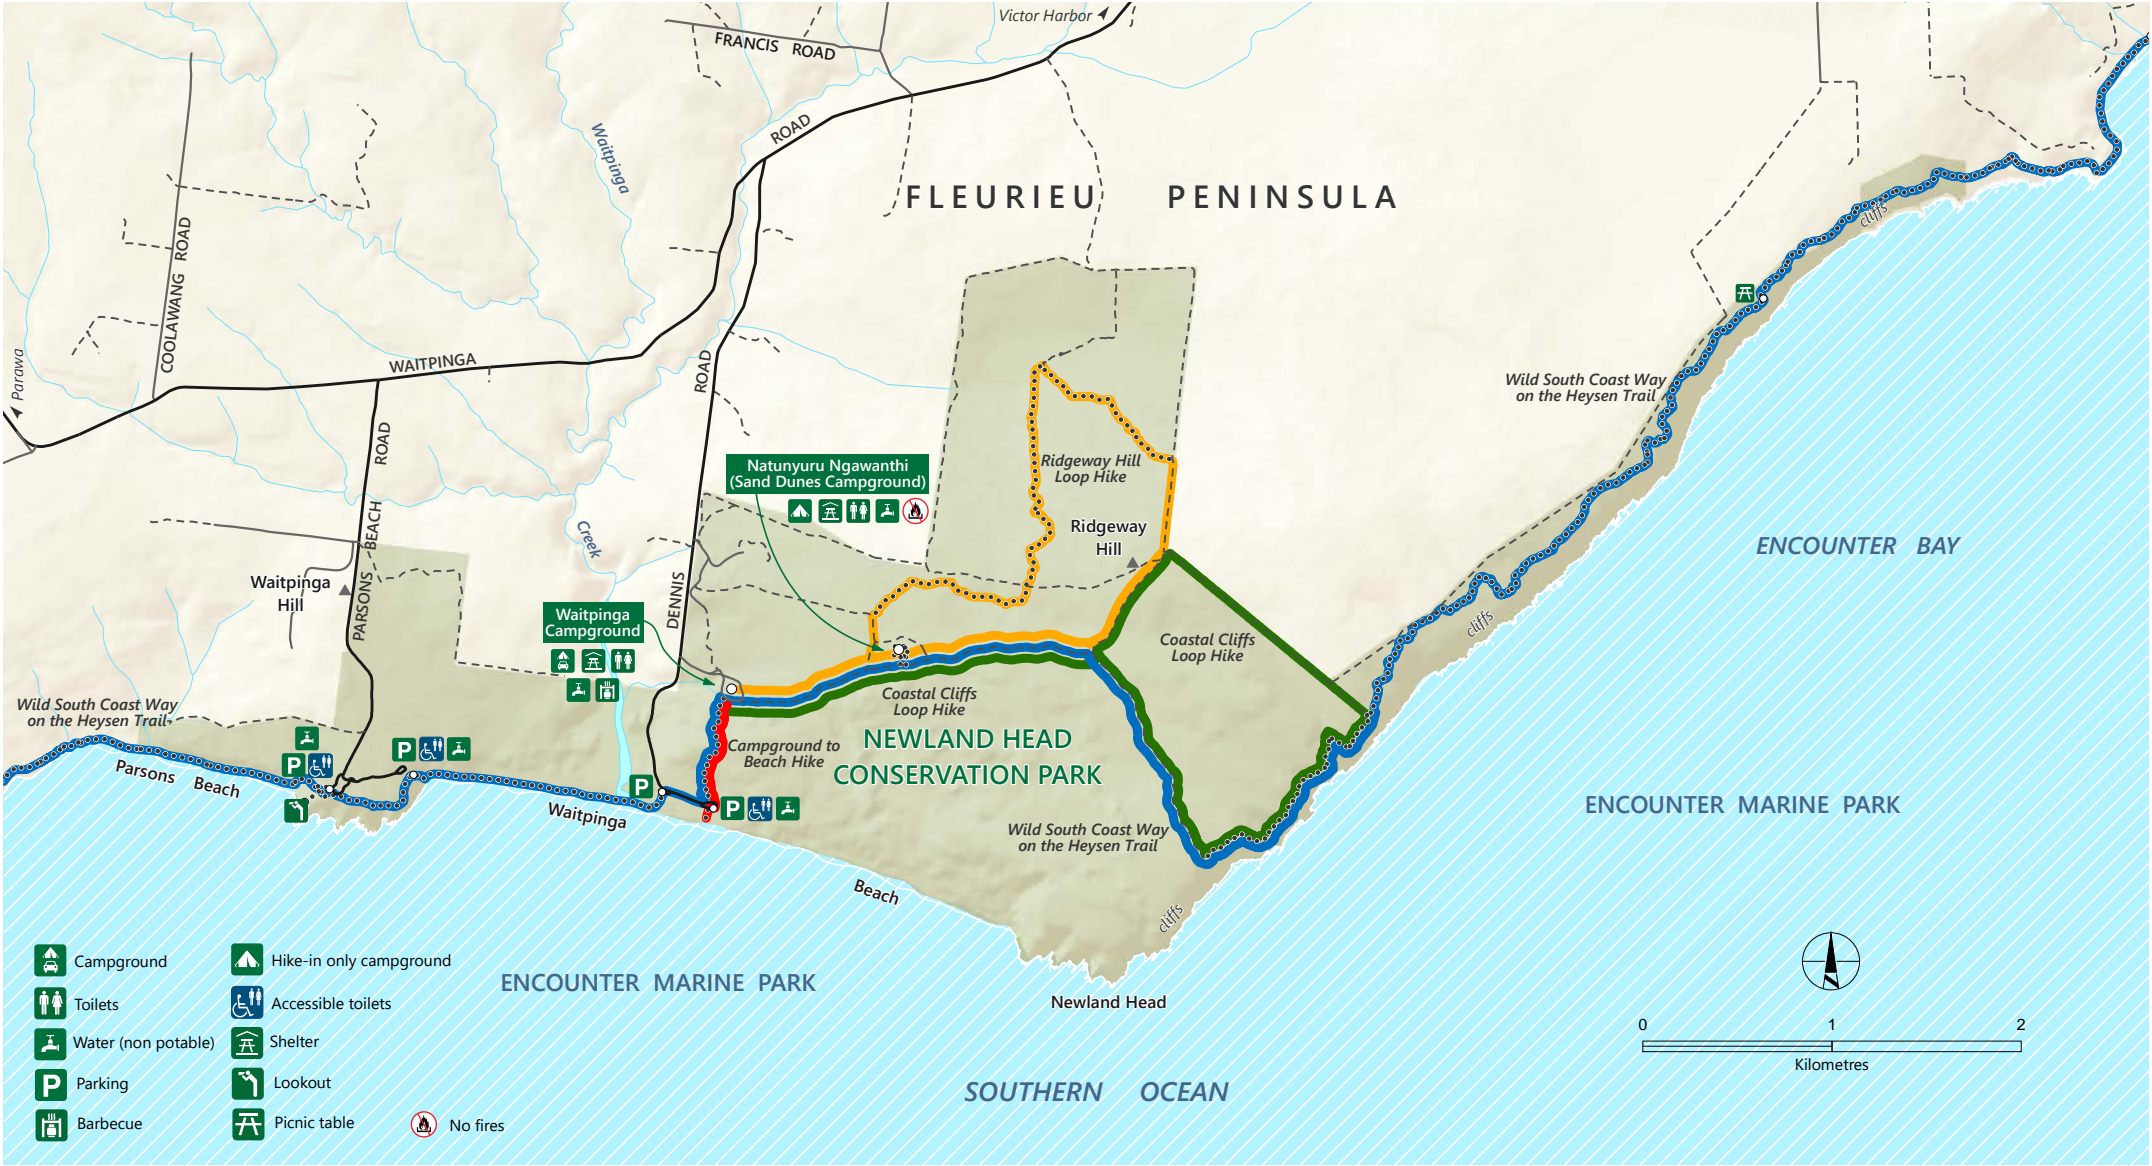 Victor Harbor
FRANCIS ROAD
ROAD
Waitpinga
FLEURIEU PENINSULA
COOLAWANG ROAD
cliffs
Parawa
WAITPINGA
ROAD
Wild South Coast Way
on the Heysen Trail
ROAD
BEACH
PARSONS
Natunyuru Ngawanthi
(Sand Dunes Campground)
Ridgeway Hill
Loop Hike
Ridgeway
Hill
Creek
ENCOUNTER BAY
Waitpinga
Hill
DENNIS
Waitpinga
Campground
Coastal Cliffs
Loop Hike
cliffs
Wild South Coast Way
on the Heysen Trail
Coastal Cliffs
Loop Hike
Campground to
Beach Hike
NEWLAND HEAD
CONSERVATION PARK
P
P
P
P
Parsons Beach
Waitpinga
Beach
ENCOUNTER MARINE PARK
Wild South Coast Way
on the Heysen Trail
cliffs
Newland Head
ENCOUNTER MARINE PARK
SOUTHERN OCEAN
Campground
Hike-in only campground
Toilets
Accessible toilets
Water (non potable)
Shelter
P Parking
Lookout
Barbecue
Picnic table
No fires
N
0 1 2
Kilometres